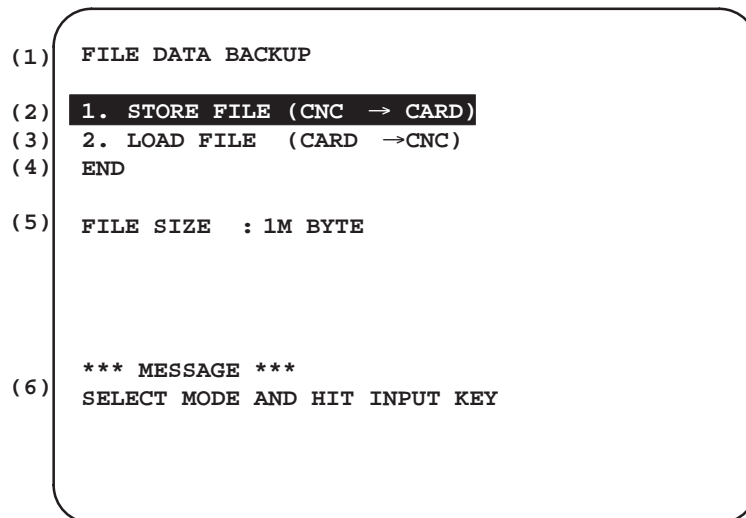 (1) FILE DATA BACKUP
(2) 1. STORE FILE (CNC → CARD)
(3) 2. LOAD FILE (CARD →CNC)
(4) END
(5) FILE SIZE : 1M BYTE
*** MESSAGE ***
(6) SELECT MODE AND HIT INPUT KEY